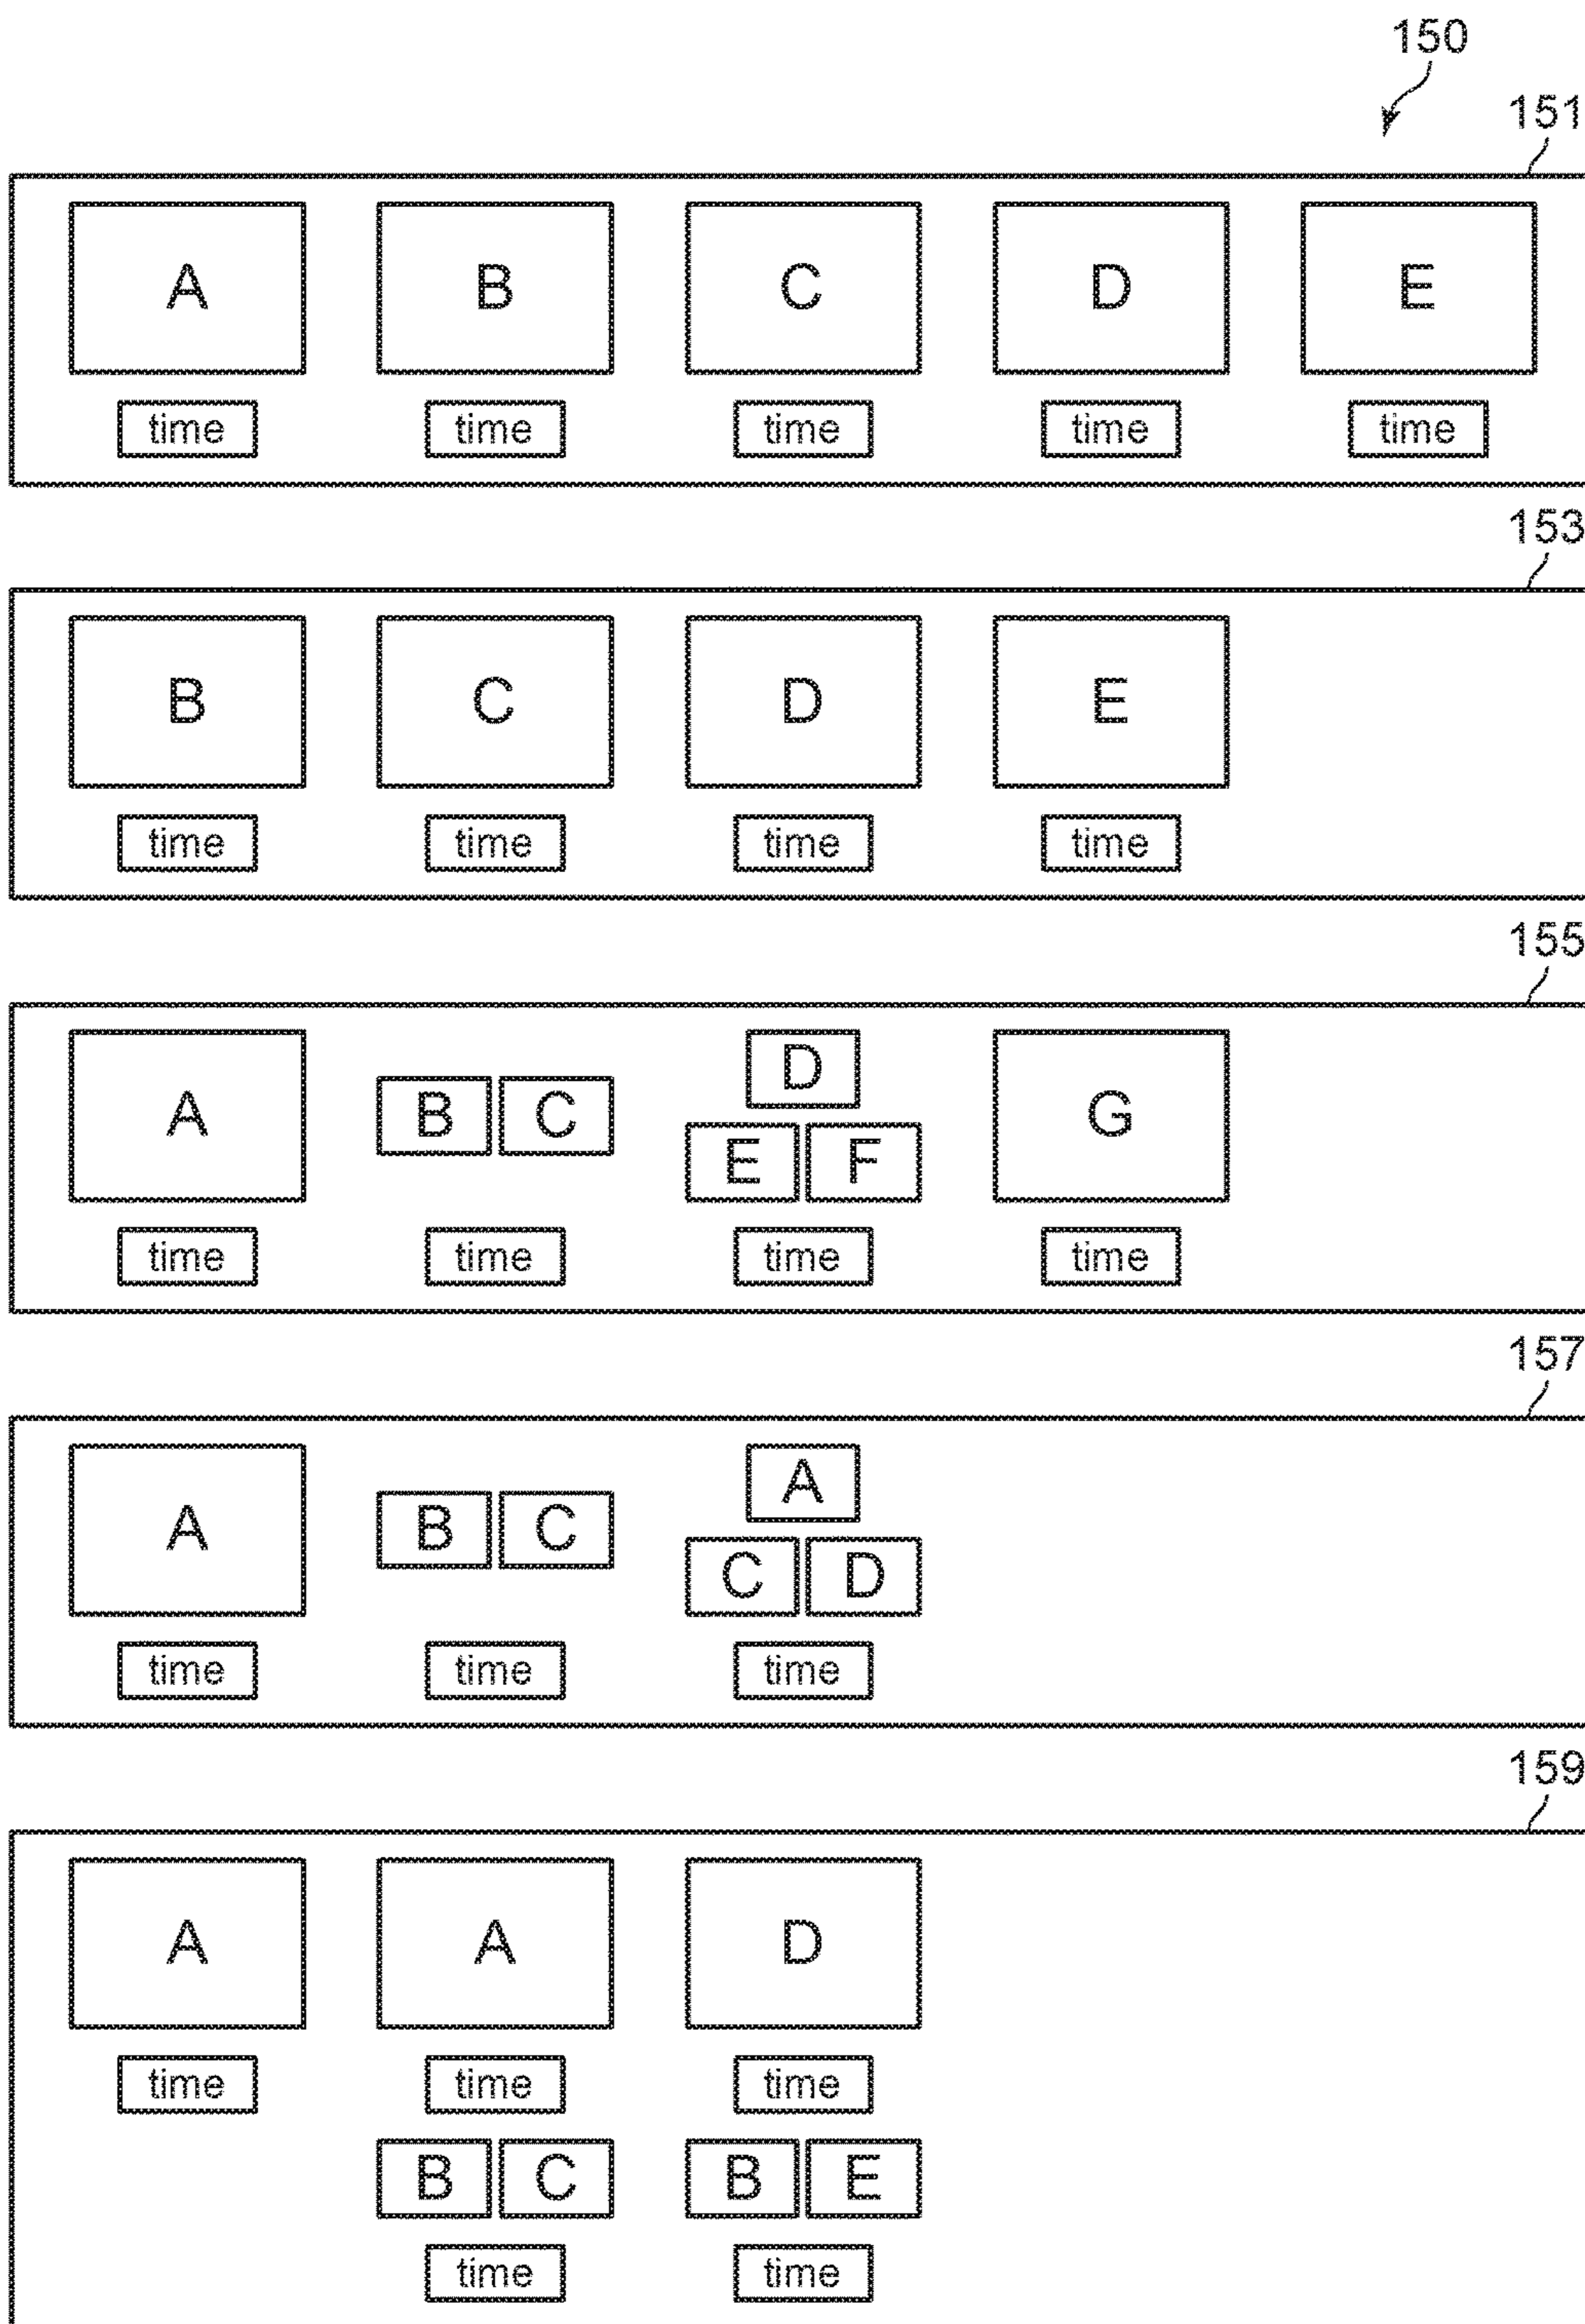 150
151
A B C D E
time time time time time
153
B C D E
time time time time
155
A B C D E F G
time time time time
157
A B C A C D
time time time
159
A A D
time time time
B C B E
time time